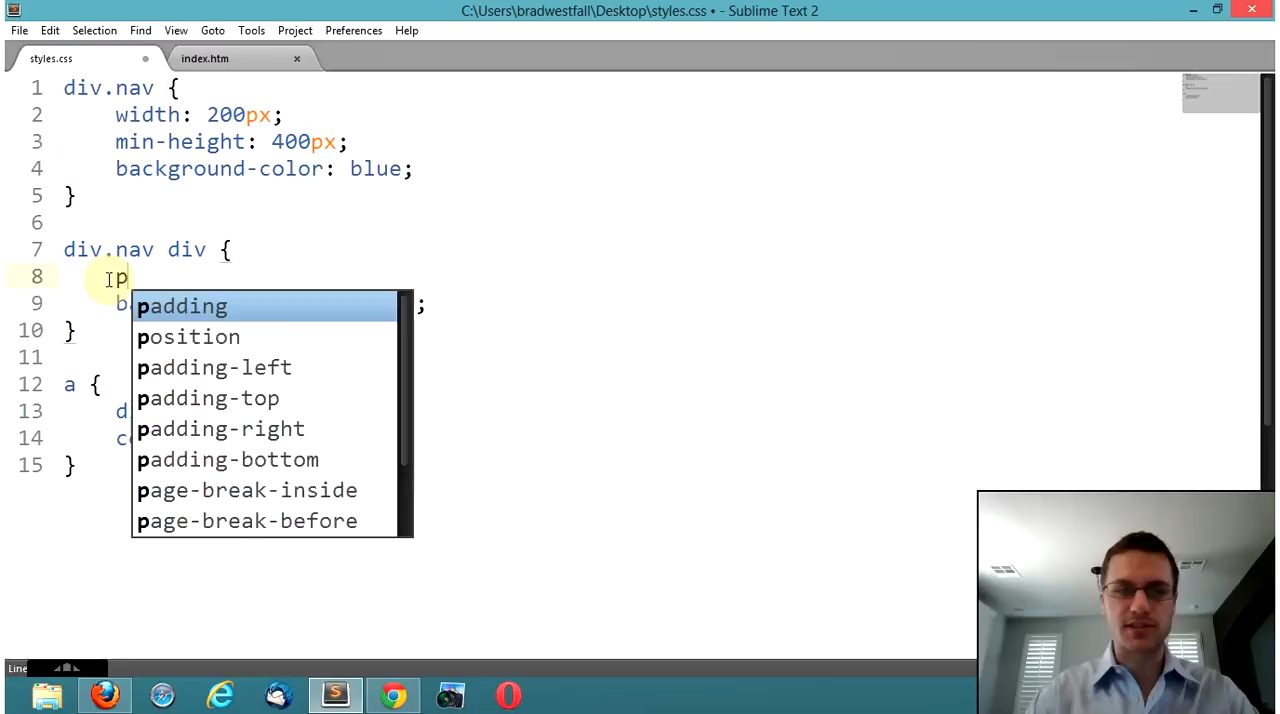 C:\Users\bradwestfall\Desktop\styles.css • - Sublime Text 2
File Edit Selection Find View Goto Tools Project Preferences Help
styles.css index.htm
1 div.nav {
2 width: 200px;
3 min-height: 400px;
4 background-color: blue;
5 }
6
7 div.nav div {
8 p
9 ba ;
10 }
11
12 a {
13 d
14 co
15 }
padding
position
padding-left
padding-top
padding-right
padding-bottom
page-break-inside
page-break-before
Line